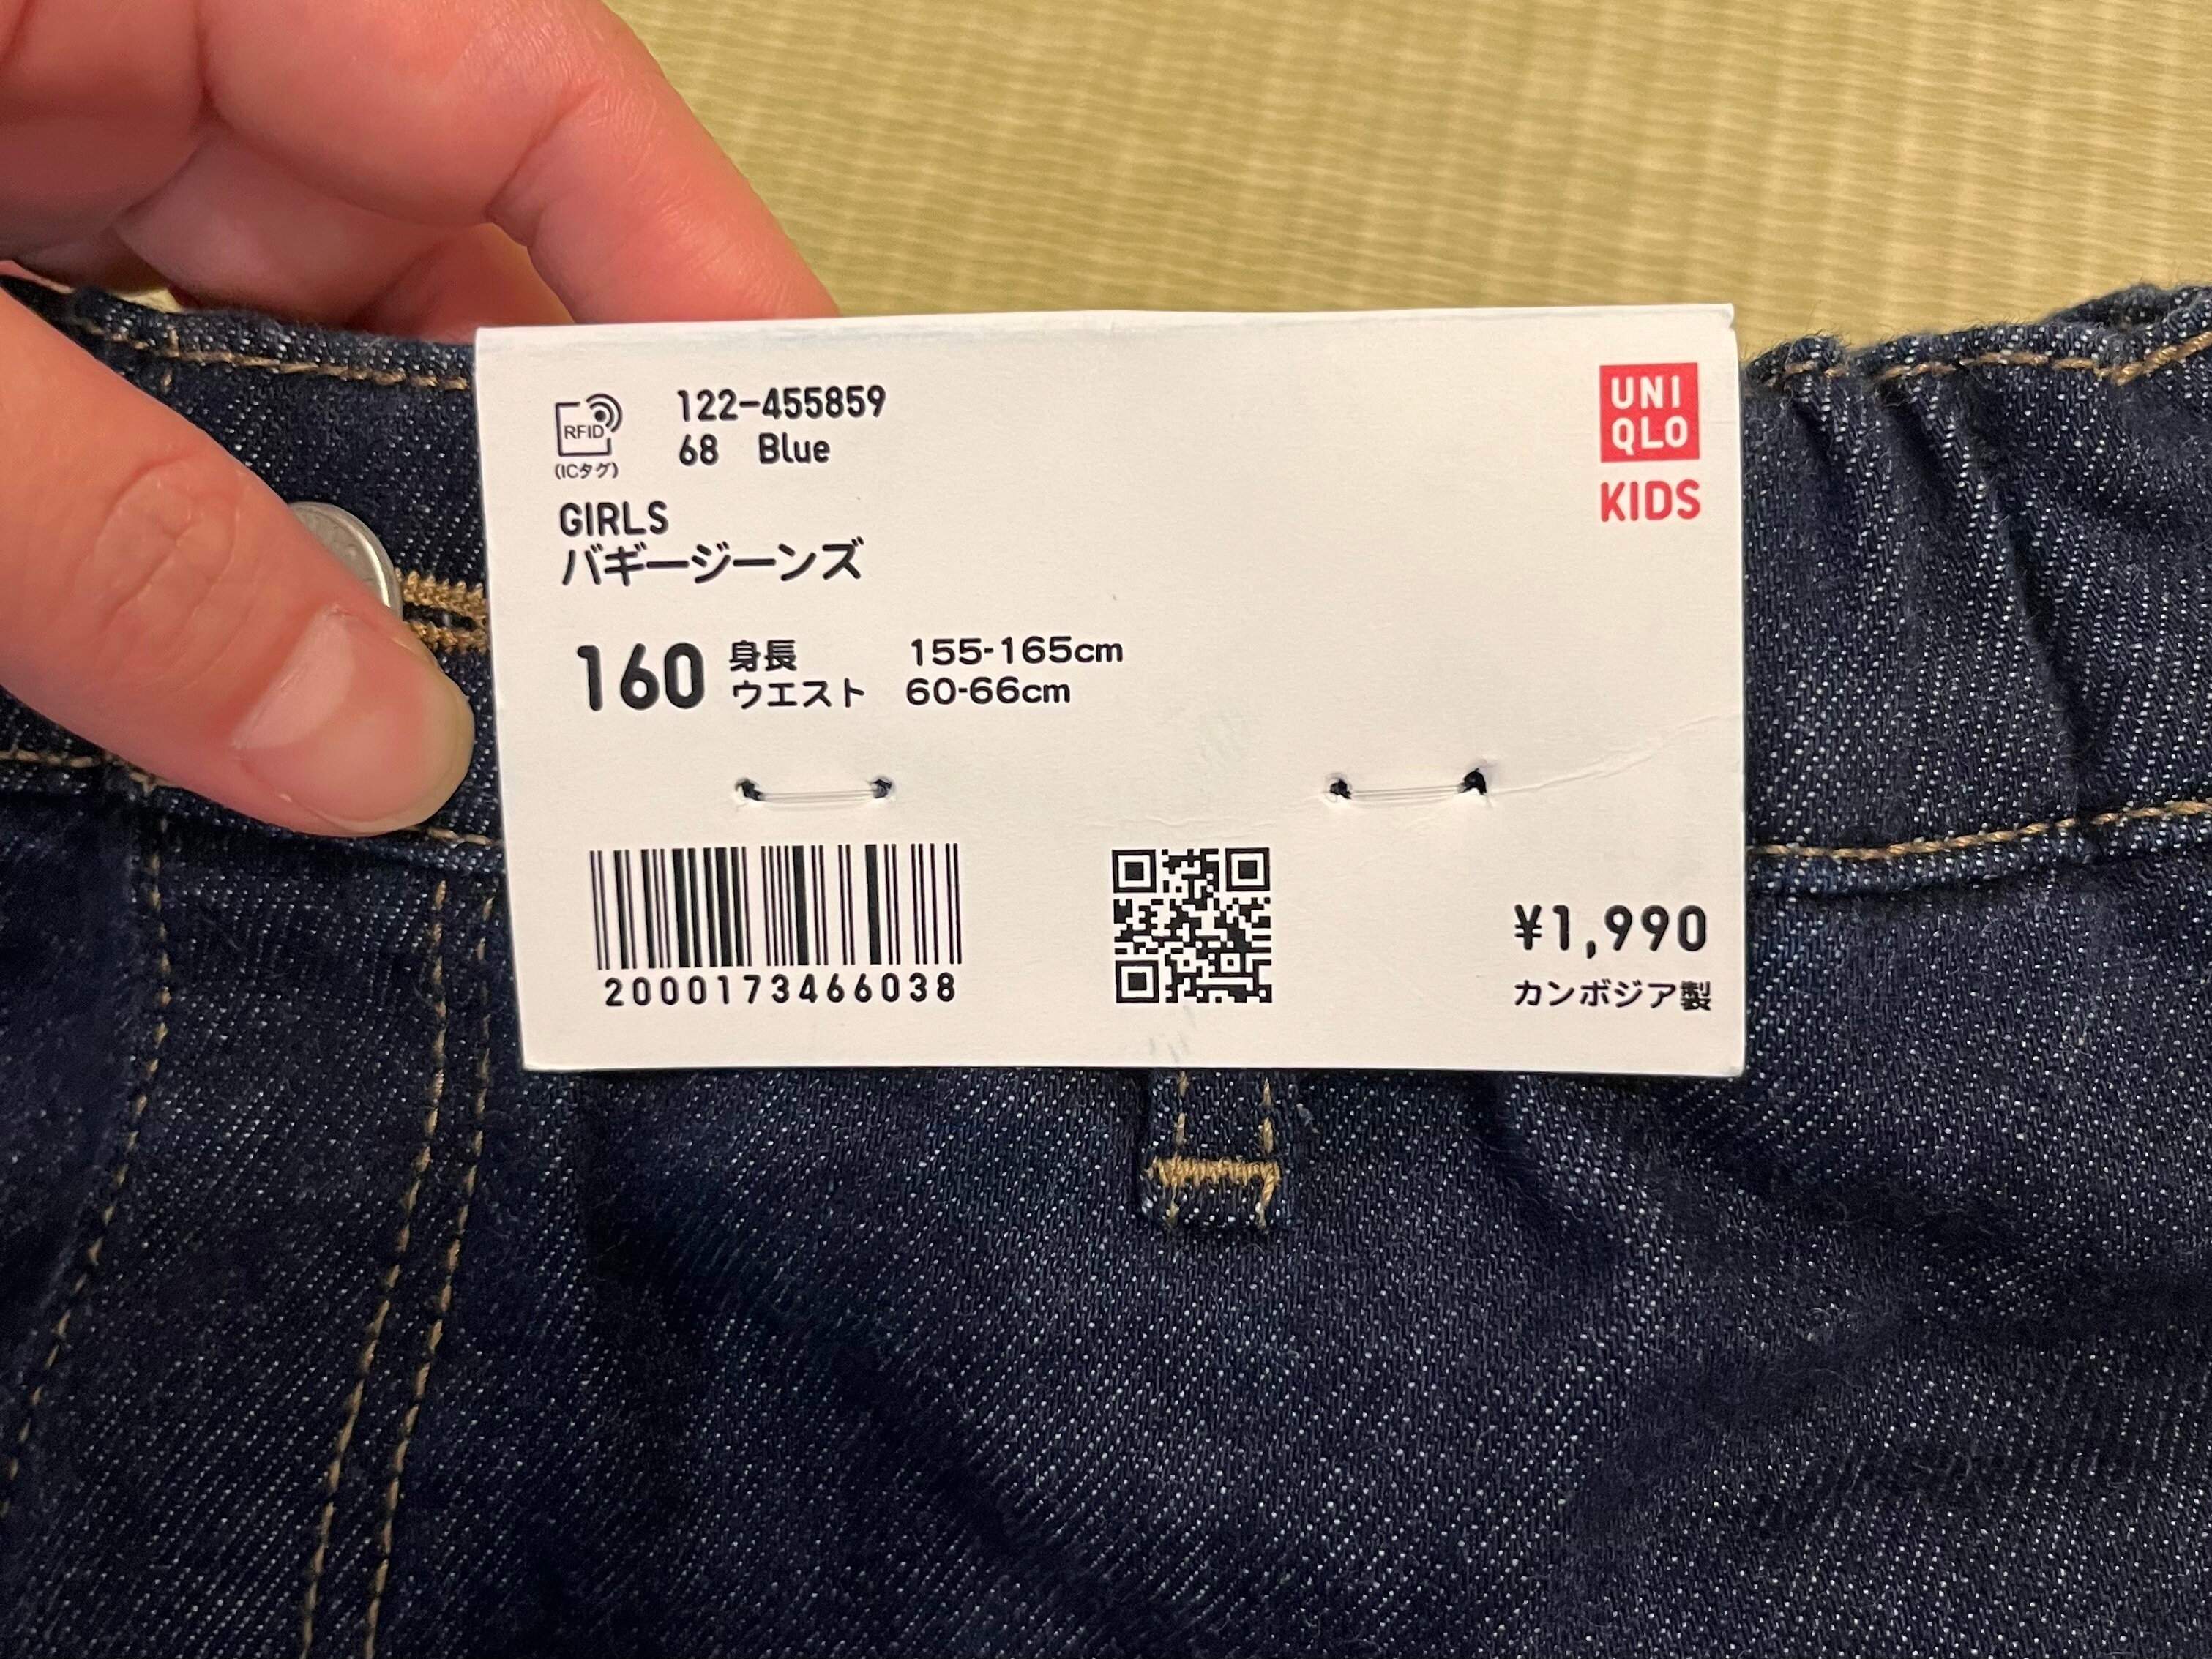 RFID
(ICタグ)
122-455859
68 Blue
UNI
QLO
KIDS
GIRLS
バギージーンズ
160
身長 155-165cm
ウエスト 60-66cm
2000173466038
¥1,990
カンボジア製